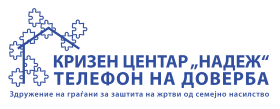 КРИЗЕН ЦЕНТАР „НАДЕЖ“
ТЕЛЕФОН НА ДОВЕРБА
Здружение на граѓани за заштита на жртви од семејно насилство